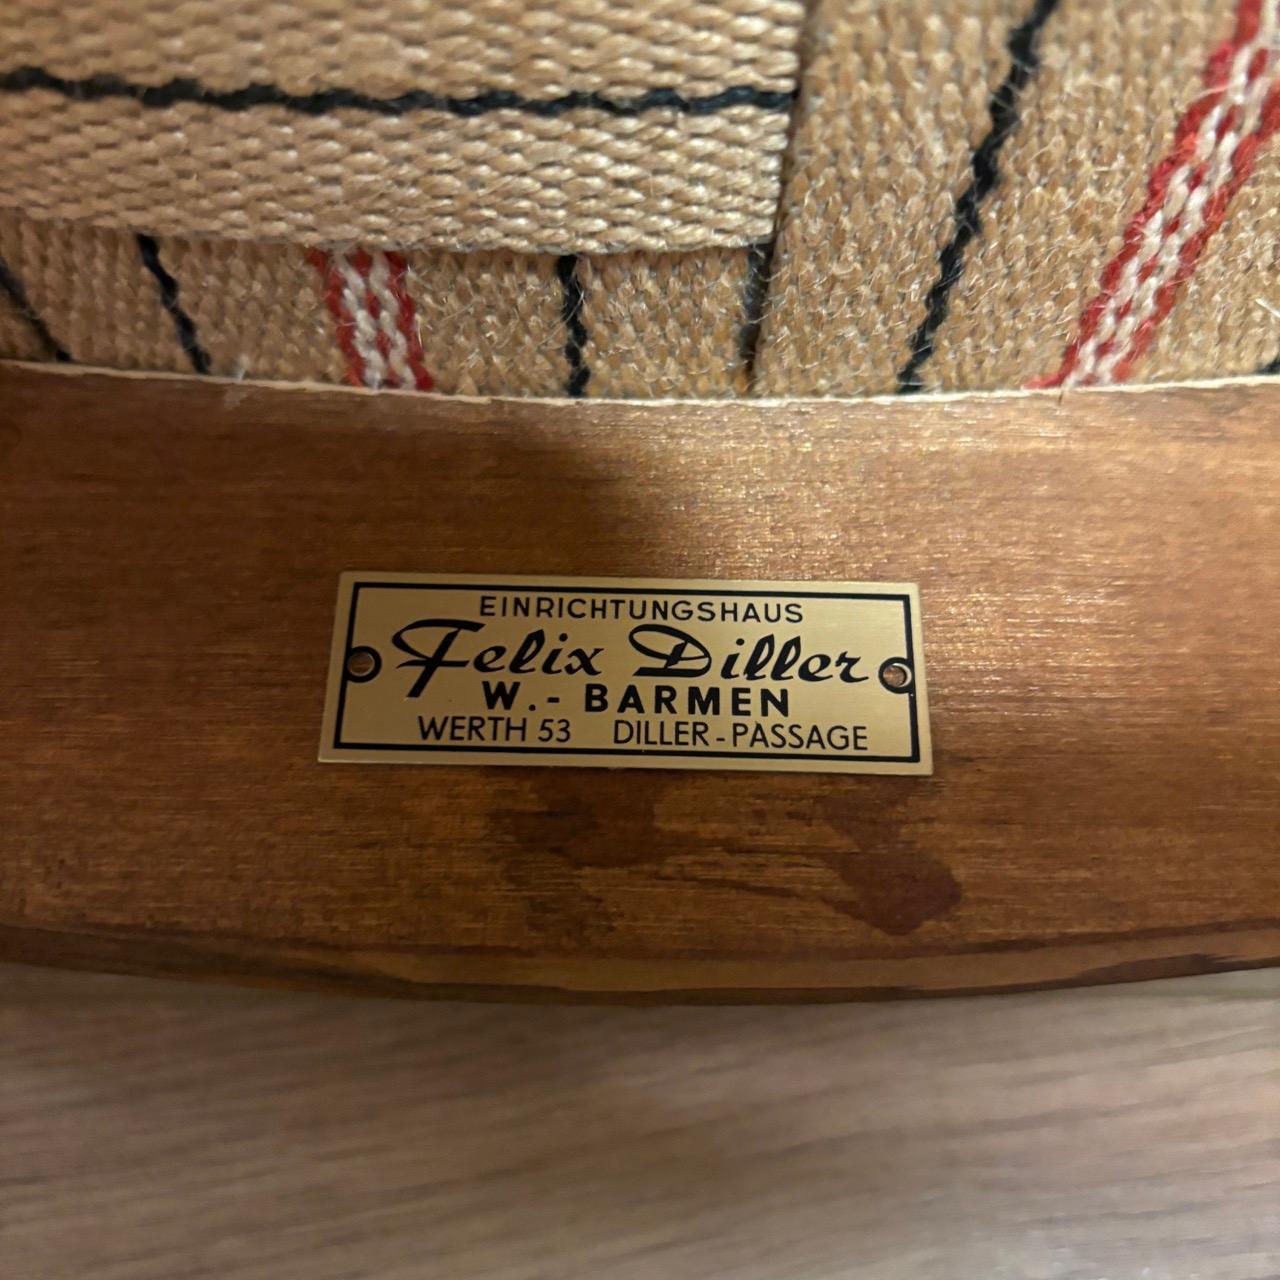 EINRICHTUNGSHAUS
Felix Diller
W.- BARMEN
WERTH 53 DILLER-PASSAGE